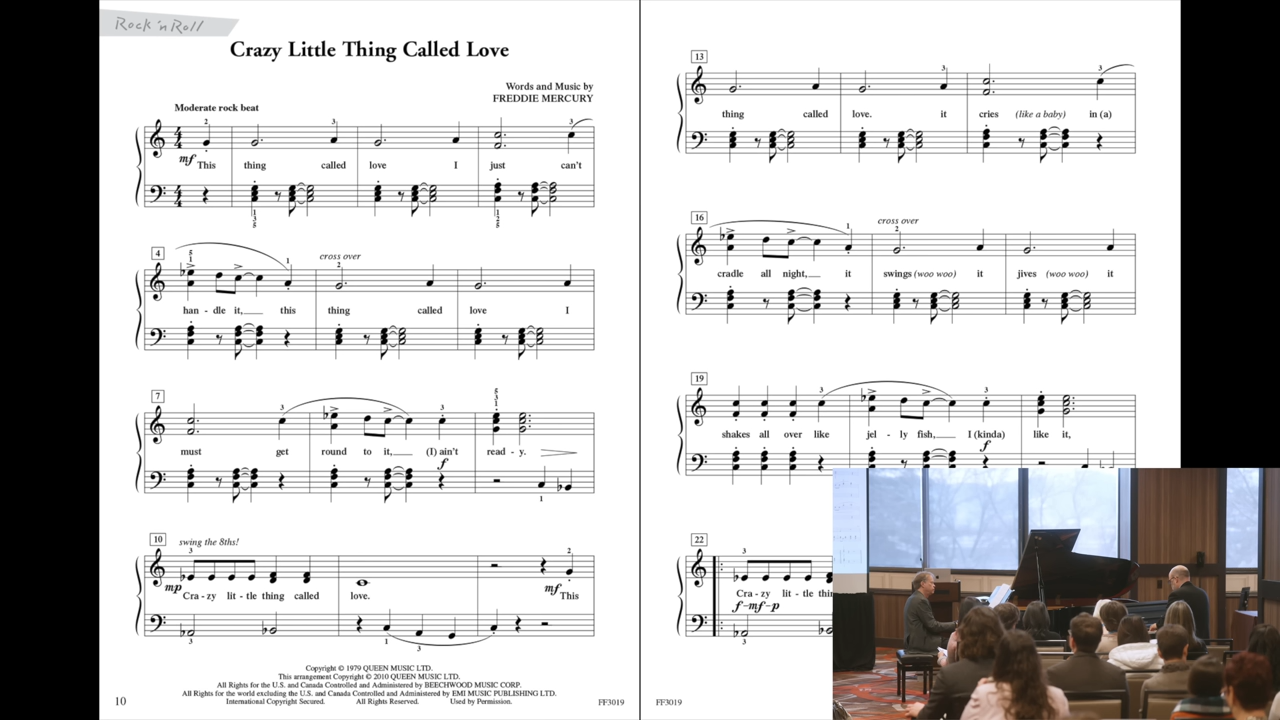 Rock 'n Roll
Crazy Little Thing Called Love
Words and Music by
FREDDIE MERCURY
Moderate rock beat
mf This thing called love I just can't
4
cross over
han - dle it, this thing called love I
7
must get round to it, (I) ain't read - y.
f
10
swing the 8ths!
mp Cra - zy lit - tle thing called love. mf This
Copyright © 1979 QUEEN MUSIC LTD.
This arrangement Copyright © 2010 QUEEN MUSIC LTD.
All Rights for the U.S. and Canada Controlled and Administered by BEECHWOOD MUSIC CORP.
All Rights for the world excluding the U.S. and Canada Controlled and Administered by EMI MUSIC PUBLISHING LTD.
International Copyright Secured. All Rights Reserved. Used by Permission.
10 FF3019
13
thing called love. it cries (like a baby) in (a)
16
cross over
cradle all night, it swings (woo woo) it jives (woo woo) it
19
shakes all over like jel - ly fish, I (kinda) like it,
f
22
Cra - zy lit - tle
f-mf-p
FF3019